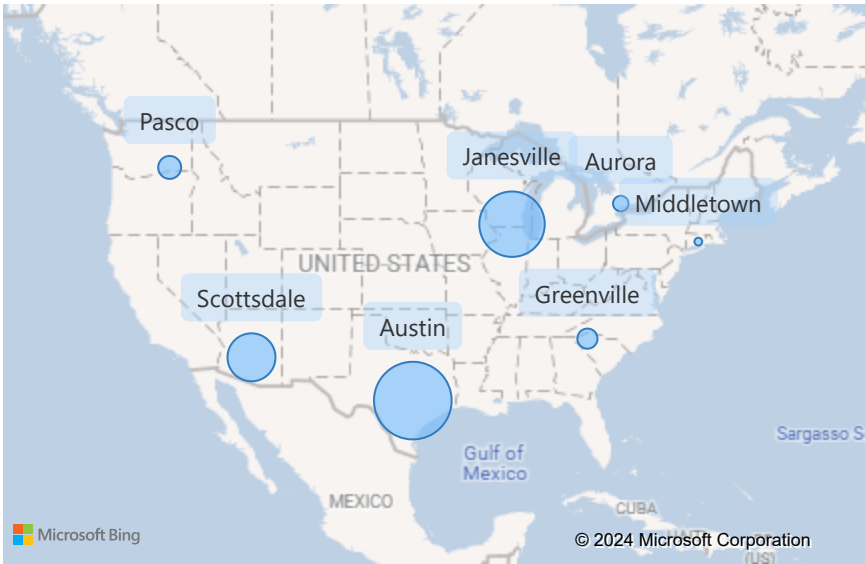 Pasco
Janesville
Aurora
Middletown
UNITED STATES
Scottsdale
Greenville
Austin
Sargasso S
Gulf of
Mexico
MEXICO
CUBA
Microsoft Bing
© 2024 Microsoft Corporation
(US)